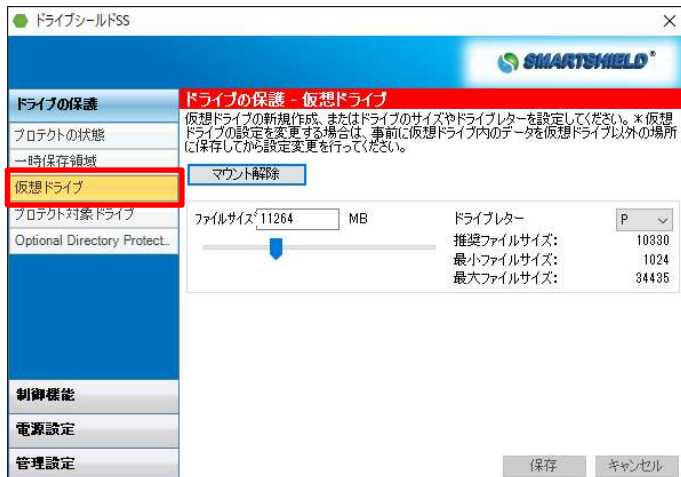 ドライブシールドSS
SMARTSHIELD
ドライブの保護
プロテクトの状態
一時保存領域
仮想ドライブ
プロテクト対象ドライブ
Optional Directory Protect..
制御機能
電源設定
管理設定
ドライブの保護 - 仮想ドライブ
仮想ドライブの新規作成、またはドライブのサイズやドライブレターを設定してください。＊仮想
ドライブの設定を変更する場合は、事前に仮想ドライブ内のデータを仮想ドライブ以外の場所
に保存してから設定変更を行ってください。
マウント解除
ファイルサイズ 11264 MB
ドライブレター P
推奨ファイルサイズ: 10330
最小ファイルサイズ: 1024
最大ファイルサイズ: 34435
保存 キャンセル